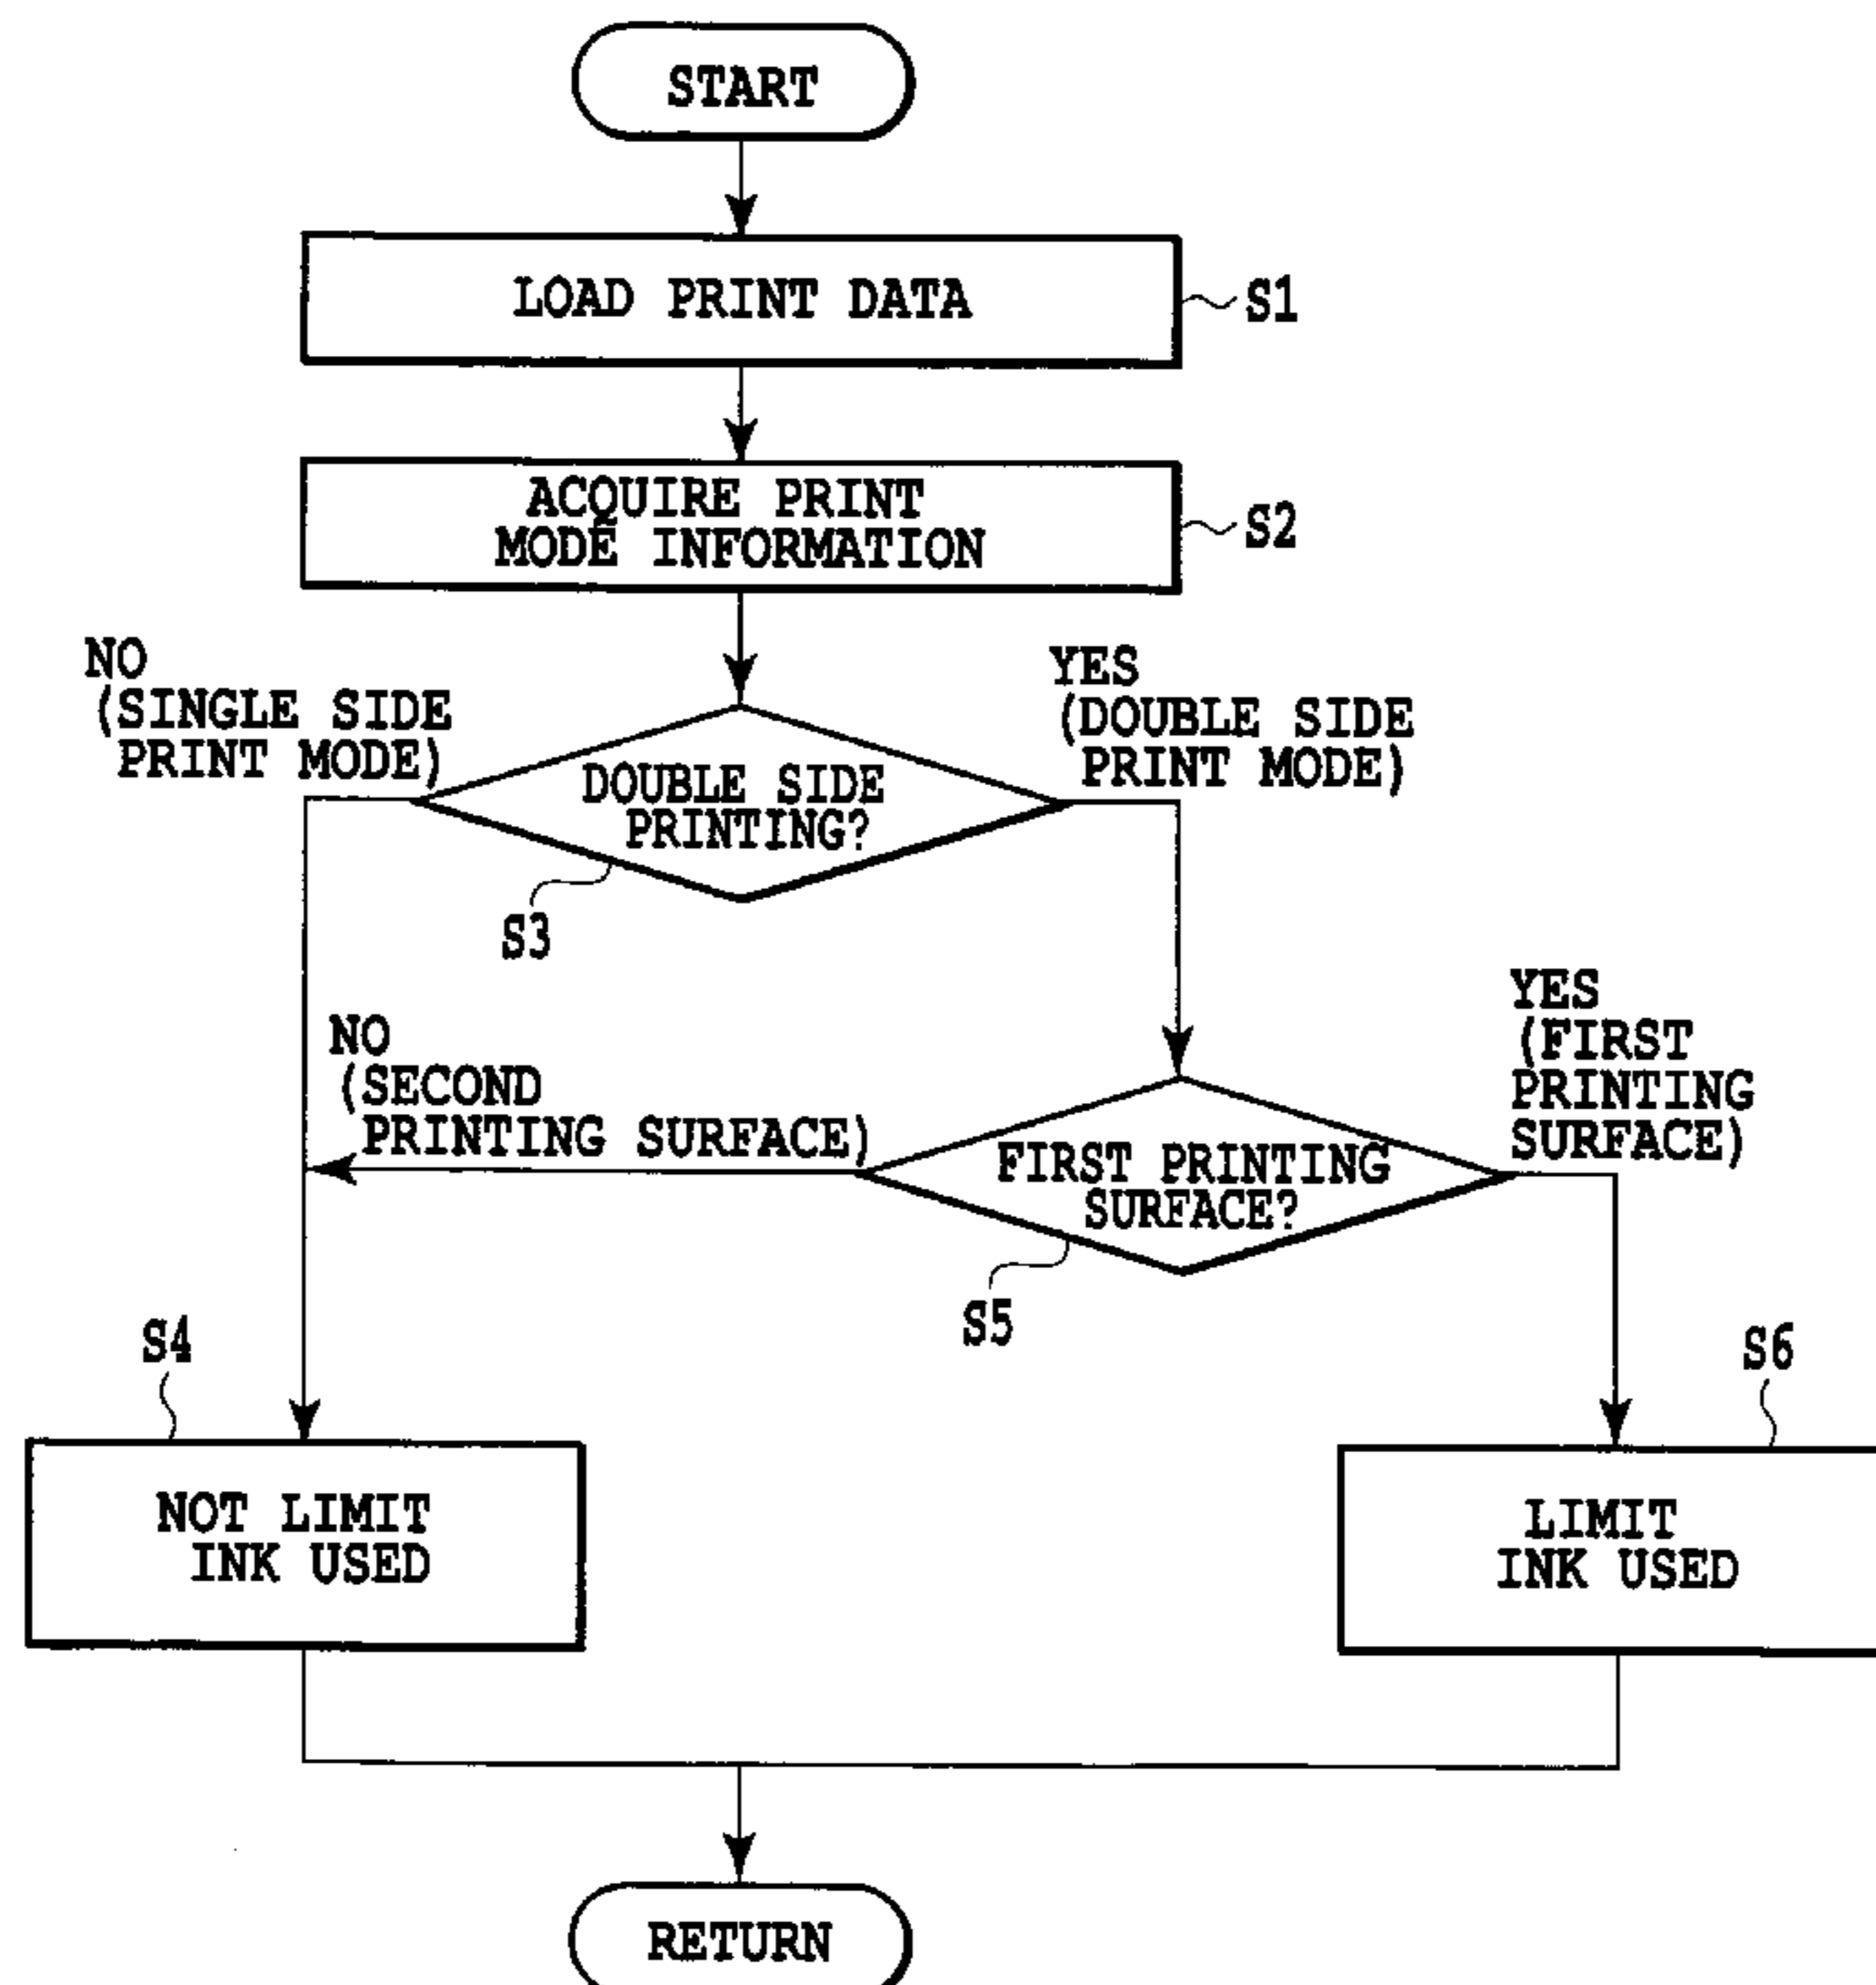 START
LOAD PRINT DATA
S1
ACQUIRE PRINT
MODE INFORMATION
S2
NO
(SINGLE SIDE
PRINT MODE)
YES
(DOUBLE SIDE
PRINT MODE)
DOUBLE SIDE
PRINTING?
S3
NO
(SECOND
PRINTING SURFACE)
YES
(FIRST
PRINTING
SURFACE)
FIRST PRINTING
SURFACE?
S5
S4
S6
NOT LIMIT
INK USED
LIMIT
INK USED
RETURN